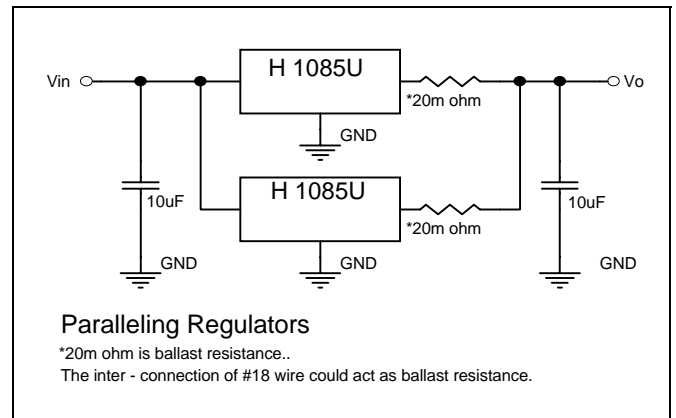 H 1085U
Vin
Vo
*20m ohm
GND
H 1085U
10uF
10uF
*20m ohm
GND
GND
GND
Paralleling Regulators
*20m ohm is ballast resistance..
The inter - connection of #18 wire could act as ballast resistance.